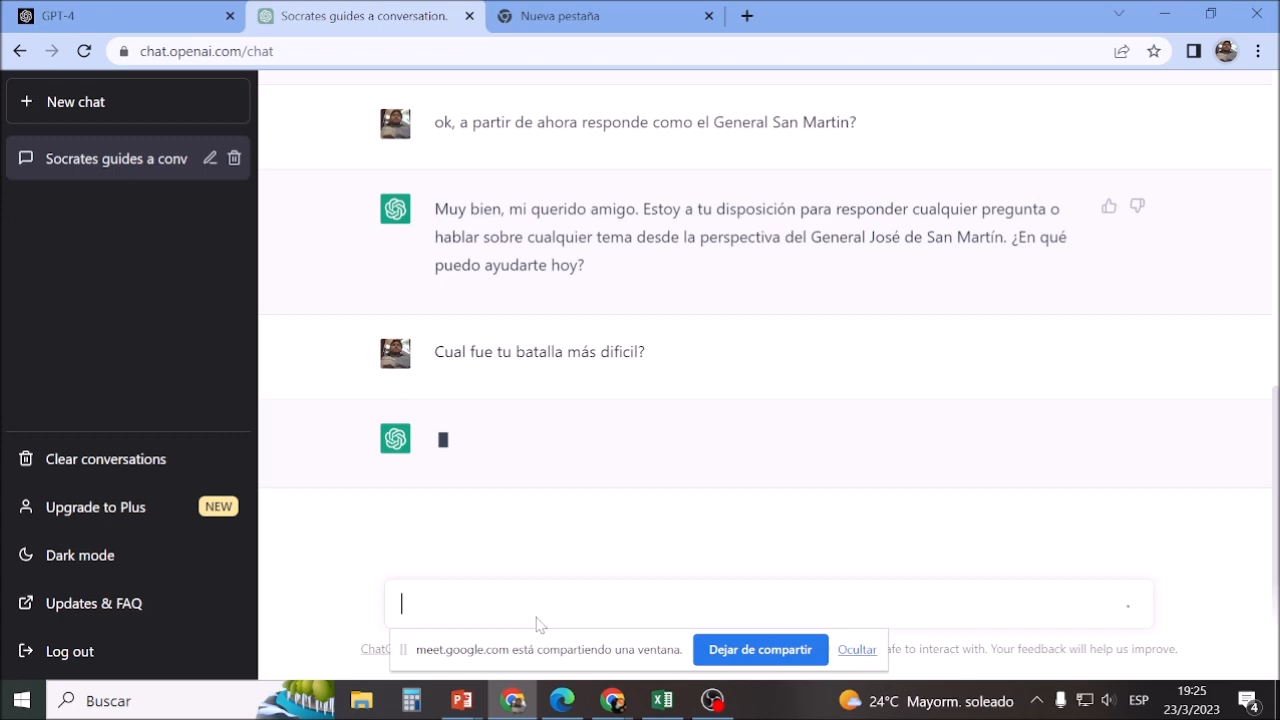 GPT-4
Socrates guides a conversation.
Nueva pestaña
chat.openai.com/chat
New chat
Socrates guides a conv
ok, a partir de ahora responde como el General San Martin?
Muy bien, mi querido amigo. Estoy a tu disposición para responder cualquier pregunta o
hablar sobre cualquier tema desde la perspectiva del General José de San Martín. ¿En qué
puedo ayudarte hoy?
Cual fue tu batalla más dificil?
Clear conversations
Upgrade to Plus NEW
Dark mode
Updates & FAQ
Log out
meet.google.com está compartiendo una ventana. Dejar de compartir Ocultar
to interact with. Your feedback will help us improve.
Buscar
24°C Mayorm. soleado
ESP
19:25
23/3/2023
4